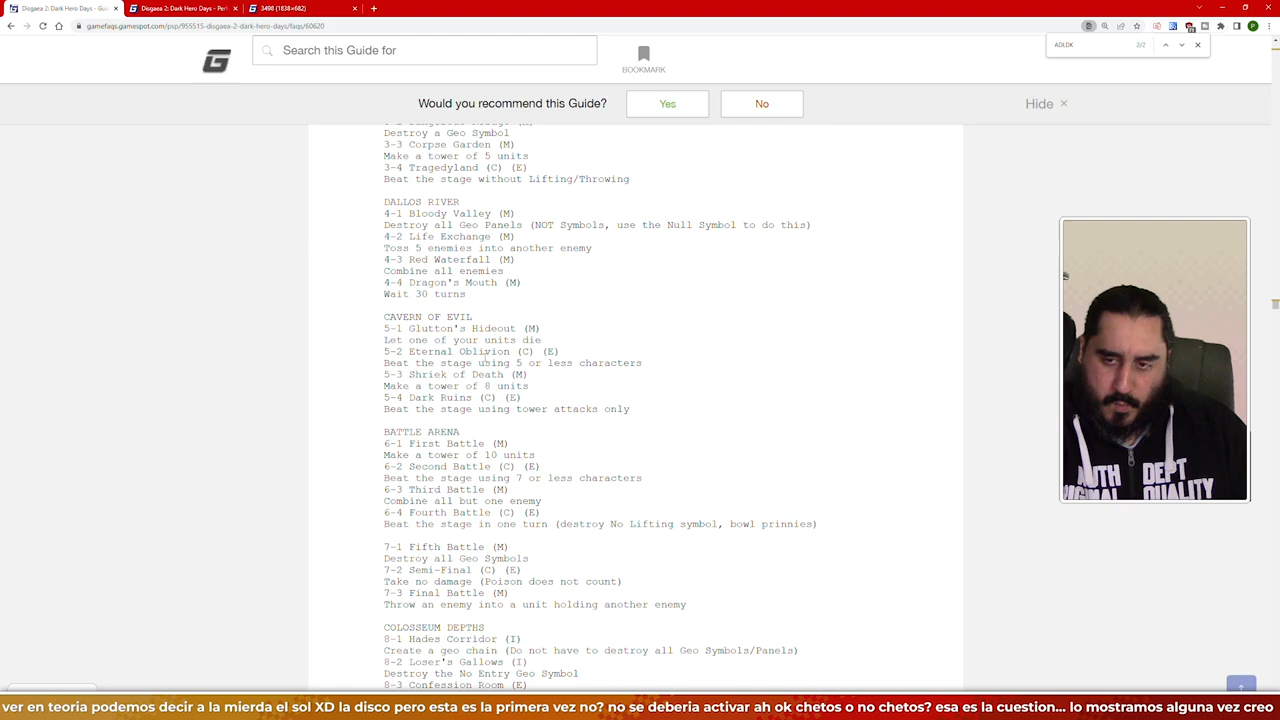 Disgaea 2: Dark Hero Days - Gui
Disgaea 2: Dark Hero Days - Per
3498 (1838×682)
gamefaqs.gamespot.com/psp/955515-disgaea-2-dark-hero-days/faqs/60620
ADLDK 2/2
Search this Guide for
BOOKMARK
Would you recommend this Guide? Yes No Hide ×
Destroy a Geo Symbol
3-3 Corpse Garden (M)
Make a tower of 5 units
3-4 Tragedyland (C) (E)
Beat the stage without Lifting/Throwing
DALLOS RIVER
4-1 Bloody Valley (M)
Destroy all Geo Panels (NOT Symbols, use the Null Symbol to do this)
4-2 Life Exchange (M)
Toss 5 enemies into another enemy
4-3 Red Waterfall (M)
Combine all enemies
4-4 Dragon's Mouth (M)
Wait 30 turns
CAVERN OF EVIL
5-1 Glutton's Hideout (M)
Let one of your units die
5-2 Eternal Oblivion (C) (E)
Beat the stage using 5 or less characters
5-3 Shriek of Death (M)
Make a tower of 8 units
5-4 Dark Ruins (C) (E)
Beat the stage using tower attacks only
BATTLE ARENA
6-1 First Battle (M)
Make a tower of 10 units
6-2 Second Battle (C) (E)
Beat the stage using 7 or less characters
6-3 Third Battle (M)
Combine all but one enemy
6-4 Fourth Battle (C) (E)
Beat the stage in one turn (destroy No Lifting symbol, bowl prinnies)
7-1 Fifth Battle (M)
Destroy all Geo Symbols
7-2 Semi-Final (C) (E)
Take no damage (Poison does not count)
7-3 Final Battle (M)
Throw an enemy into a unit holding another enemy
COLOSSEUM DEPTHS
8-1 Hades Corridor (I)
Create a geo chain (Do not have to destroy all Geo Symbols/Panels)
8-2 Loser's Gallows (I)
Destroy the No Entry Geo Symbol
8-3 Confession Room (E)
DEPT
QUALITY
ver en teoria podemos decir a la mierda el sol XD la disco pero esta es la primera vez no? no se deberia activar ah ok chetos o no chetos? esa es la cuestion... lo mostramos alguna vez creo